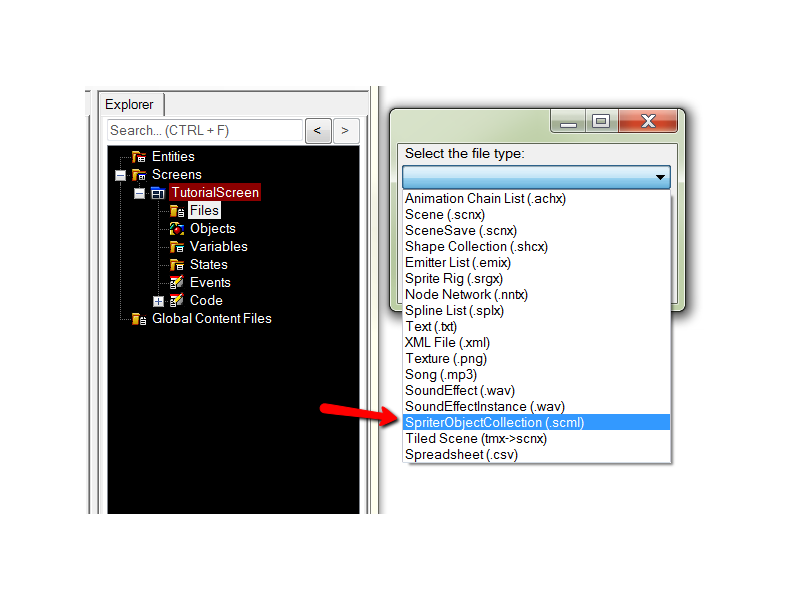 Explorer
Search... (CTRL + F)
<
>
Entities
Screens
TutorialScreen
Files
Objects
Variables
States
Events
Code
Global Content Files
Select the file type:
Animation Chain List (.achx)
Scene (.scnx)
SceneSave (.scnx)
Shape Collection (.shcx)
Emitter List (.emix)
Sprite Rig (.srgx)
Node Network (.nntx)
Spline List (.splx)
Text (.txt)
XML File (.xml)
Texture (.png)
Song (.mp3)
SoundEffect (.wav)
SoundEffectInstance (.wav)
SpriterObjectCollection (.scml)
Tiled Scene (tmx->scnx)
Spreadsheet (.csv)